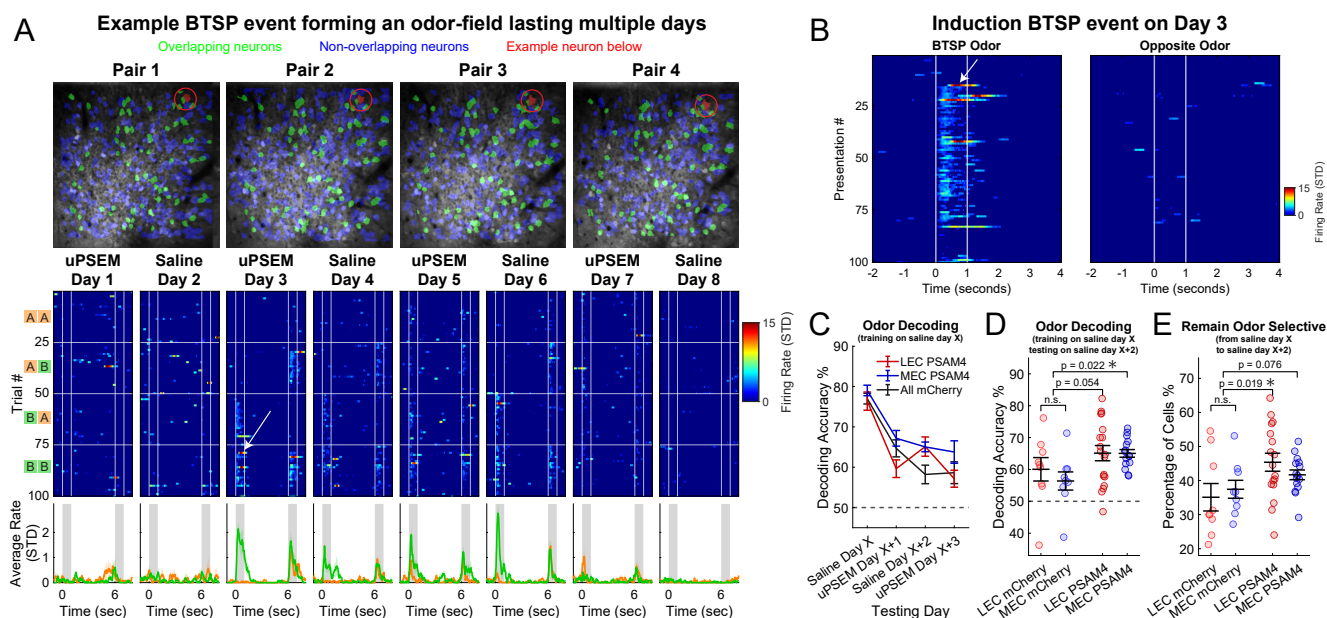 A
Example BTSP event forming an odor-field lasting multiple days
Overlapping neurons Non-overlapping neurons Example neuron below
Pair 1 Pair 2 Pair 3 Pair 4
uPSEM Day 1
Saline Day 2
uPSEM Day 3
Saline Day 4
uPSEM Day 5
Saline Day 6
uPSEM Day 7
Saline Day 8
Trial #
A A
A B
B A
B B
25
50
75
100
15
0
Firing Rate (STD)
Average Rate (STD)
2
1
0
0 6 0 6 0 6 0 6 0 6 0 6 0 6 0 6
Time (sec) Time (sec) Time (sec) Time (sec) Time (sec) Time (sec) Time (sec) Time (sec)
B
Induction BTSP event on Day 3
BTSP Odor Opposite Odor
Presentation #
25 25
50 50
75 75
100 100
-2 -1 0 1 2 3 4 -2 -1 0 1 2 3 4
Time (seconds) Time (seconds)
15
0
Firing Rate (STD)
C
Odor Decoding
(training on saline day X)
LEC PSAM4
MEC PSAM4
All mCherry
Decoding Accuracy %
90
80
70
60
50
Saline Day X
uPSEM Day X+1
Saline Day X+2
uPSEM Day X+3
Testing Day
D
Odor Decoding
(training on saline day X
testing on saline day X+2)
p = 0.022 *
p = 0.054
n.s.
Decoding Accuracy %
90
80
70
60
50
40
LEC mCherry
MEC mCherry
LEC PSAM4
MEC PSAM4
E
Remain Odor Selective
(from saline day X
to saline day X+2)
p = 0.076
p = 0.019 *
n.s.
Percentage of Cells %
70
60
50
40
30
20
LEC mCherry
MEC mCherry
LEC PSAM4
MEC PSAM4